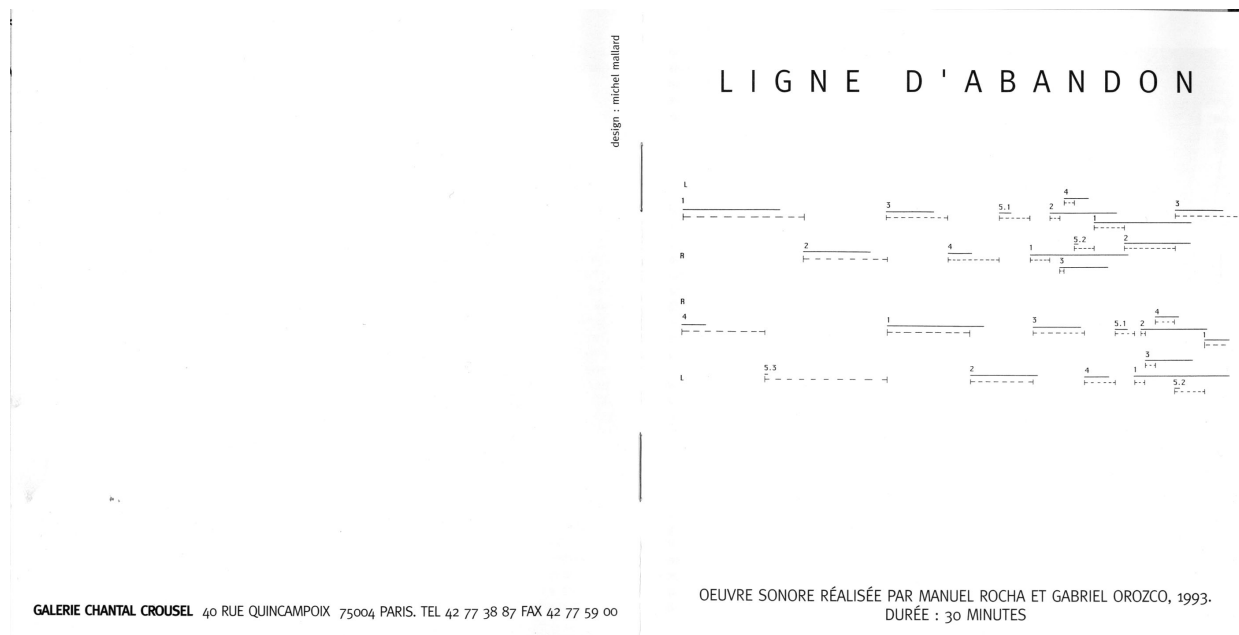 design : michel mallard
GALERIE CHANTAL CROUSEL 40 RUE QUINCAMPOIX 75004 PARIS. TEL 42 77 38 87 FAX 42 77 59 00
LIGNE D'ABANDON
L
4
1 3 5.1 2 3
1
5.2 2
R 2 4 1
3
R
4
4 1 3 5.1 2
1
3
5.3 2 4 1
L
5.2
OEUVRE SONORE RÉALISÉE PAR MANUEL ROCHA ET GABRIEL OROZCO, 1993.
DURÉE : 30 MINUTES